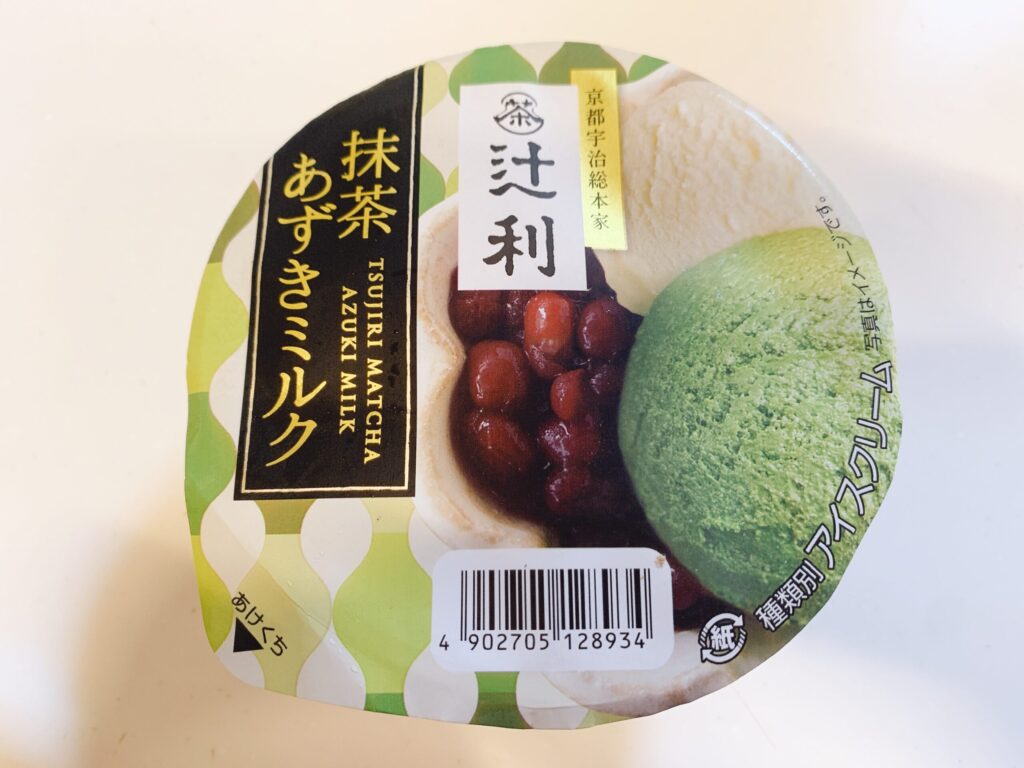 京都宇治総本家
茶
辻利
抹茶
あずきミルク
TSUJIRI MATCHA
AZUKI MILK
写真はイメージです。
種類別 アイスクリーム
紙
あけくち
4 902705 128934